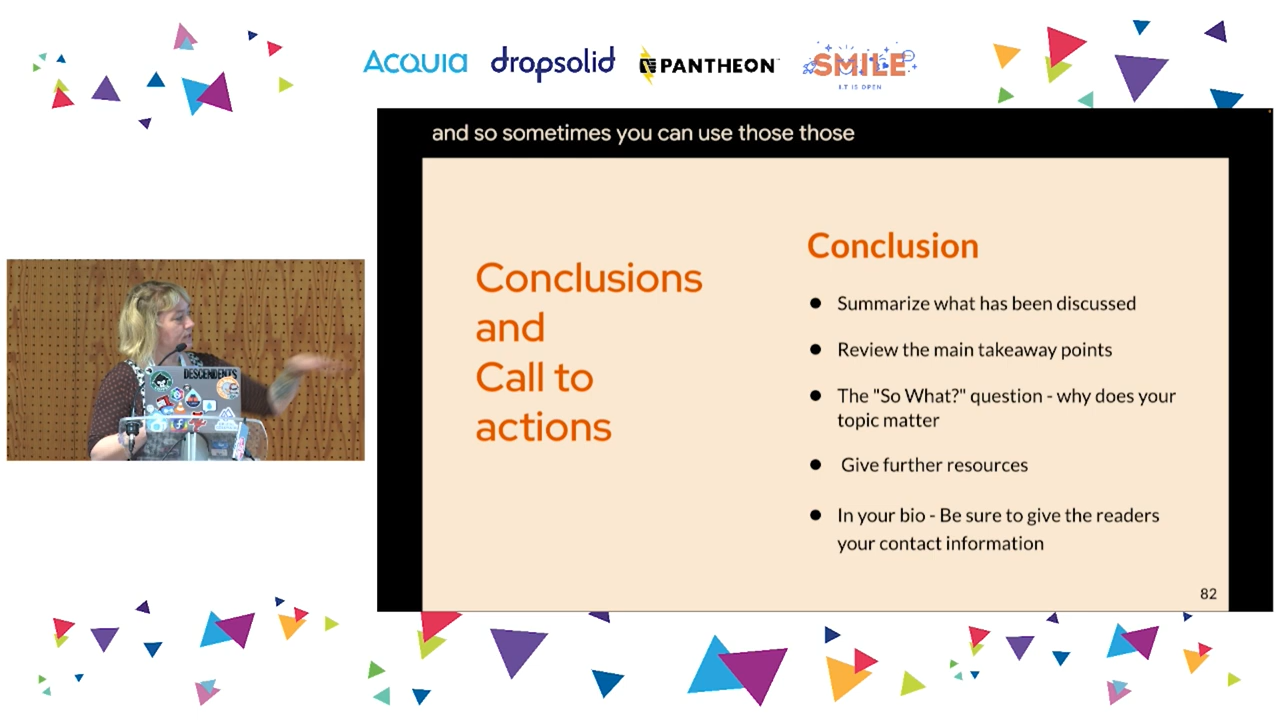 ACQUIA
dropsolid
PANTHEON
SMILE
I.T IS OPEN
and so sometimes you can use those those
Conclusions
and
Call to
actions
Conclusion
● Summarize what has been discussed
● Review the main takeaway points
● The "So What?" question - why does your
topic matter
● Give further resources
● In your bio - Be sure to give the readers
your contact information
82
DESCENDENTS